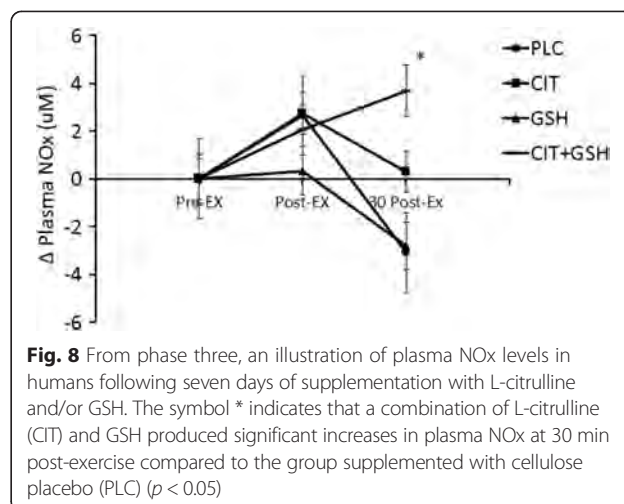 6
4
2
0
-2
-4
-6
Δ Plasma NOx (uM)
Pre-EX
Post-EX
30 Post-Ex
*
PLC
CIT
GSH
CIT+GSH
Fig. 8 From phase three, an illustration of plasma NOx levels in
humans following seven days of supplementation with L-citrulline
and/or GSH. The symbol * indicates that a combination of L-citrulline
(CIT) and GSH produced significant increases in plasma NOx at 30 min
post-exercise compared to the group supplemented with cellulose
placebo (PLC) (p < 0.05)